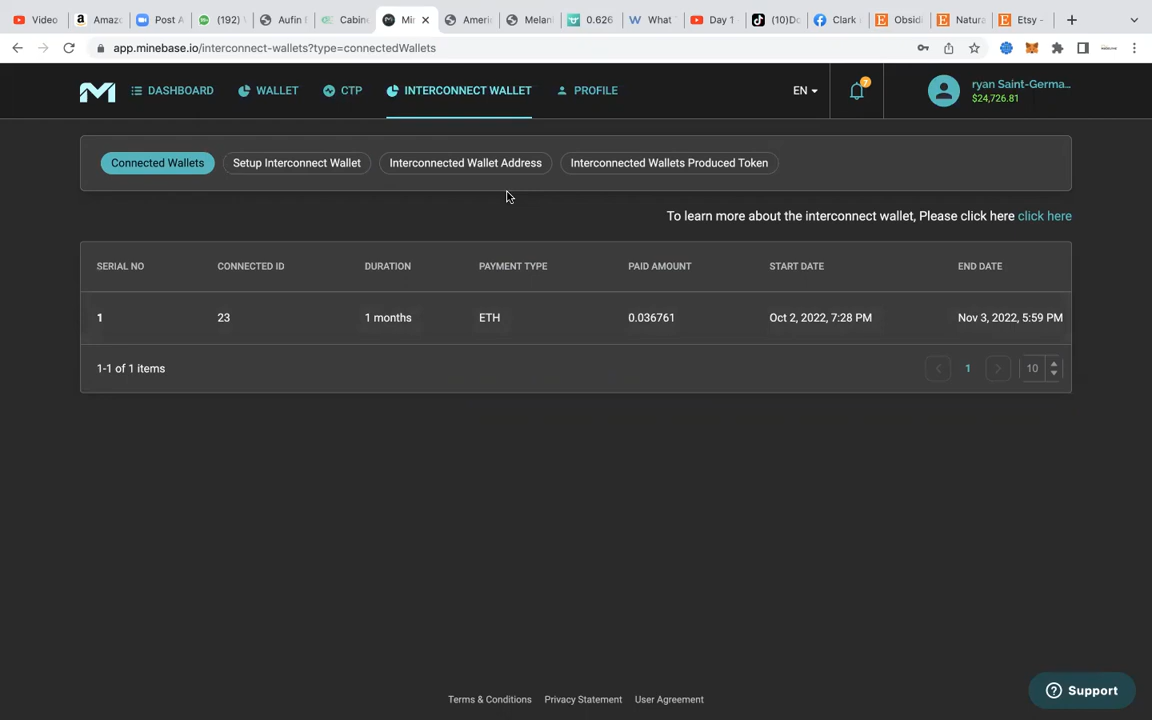 Video
Amaz
Post A
(192)
Aufin
Cabin
Mi
Ameri
Melan
0.626
What
Day 1
(10)Do
Clark
Obsidi
Natura
Etsy -
app.minebase.io/interconnect-wallets?type=connectedWallets
DASHBOARD
WALLET
CTP
INTERCONNECT WALLET
PROFILE
EN
7
ryan Saint-Germa...
$24,726.81
Connected Wallets
Setup Interconnect Wallet
Interconnected Wallet Address
Interconnected Wallets Produced Token
To learn more about the interconnect wallet, Please click here click here
SERIAL NO CONNECTED ID DURATION PAYMENT TYPE PAID AMOUNT START DATE END DATE
1 23 1 months ETH 0.036761 Oct 2, 2022, 7:28 PM Nov 3, 2022, 5:59 PM
1-1 of 1 items
1
10
Terms & Conditions Privacy Statement User Agreement
Support